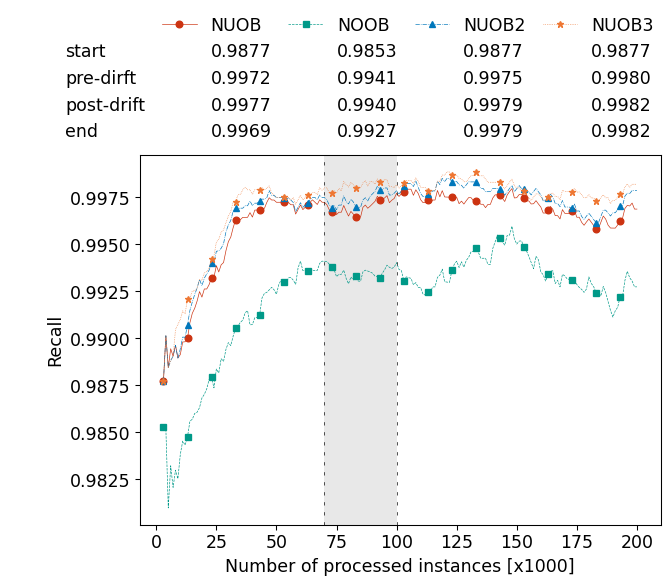 NUOB NOOB NUOB2 NUOB3
start 0.9877 0.9853 0.9877 0.9877
pre-dirft 0.9972 0.9941 0.9975 0.9980
post-drift 0.9977 0.9940 0.9979 0.9982
end 0.9969 0.9927 0.9979 0.9982
0.9975
0.9950
0.9925
0.9900
0.9875
0.9850
0.9825
Recall
0 25 50 75 100 125 150 175 200
Number of processed instances [x1000]